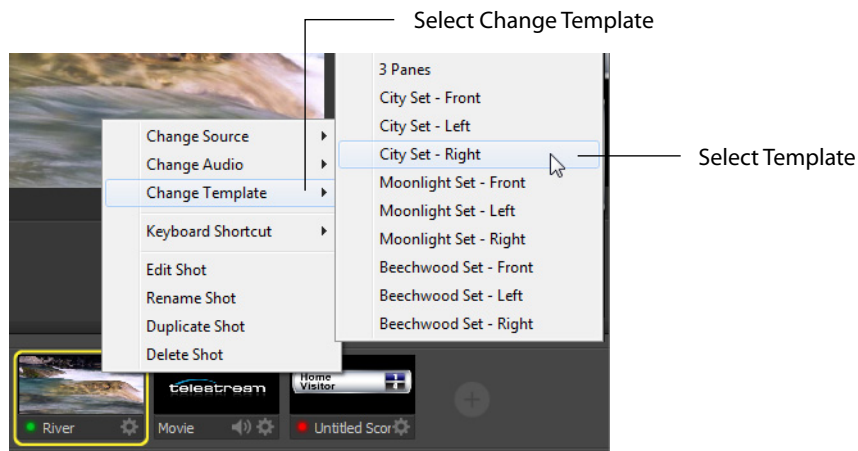 Select Change Template
3 Panes
City Set - Front
City Set - Left
City Set - Right
Moonlight Set - Front
Moonlight Set - Left
Moonlight Set - Right
Beechwood Set - Front
Beechwood Set - Left
Beechwood Set - Right
Select Template
Change Source
Change Audio
Change Template
Keyboard Shortcut
Edit Shot
Rename Shot
Duplicate Shot
Delete Shot
telestream
Home
Visitor
River
Movie
Untitled Scor